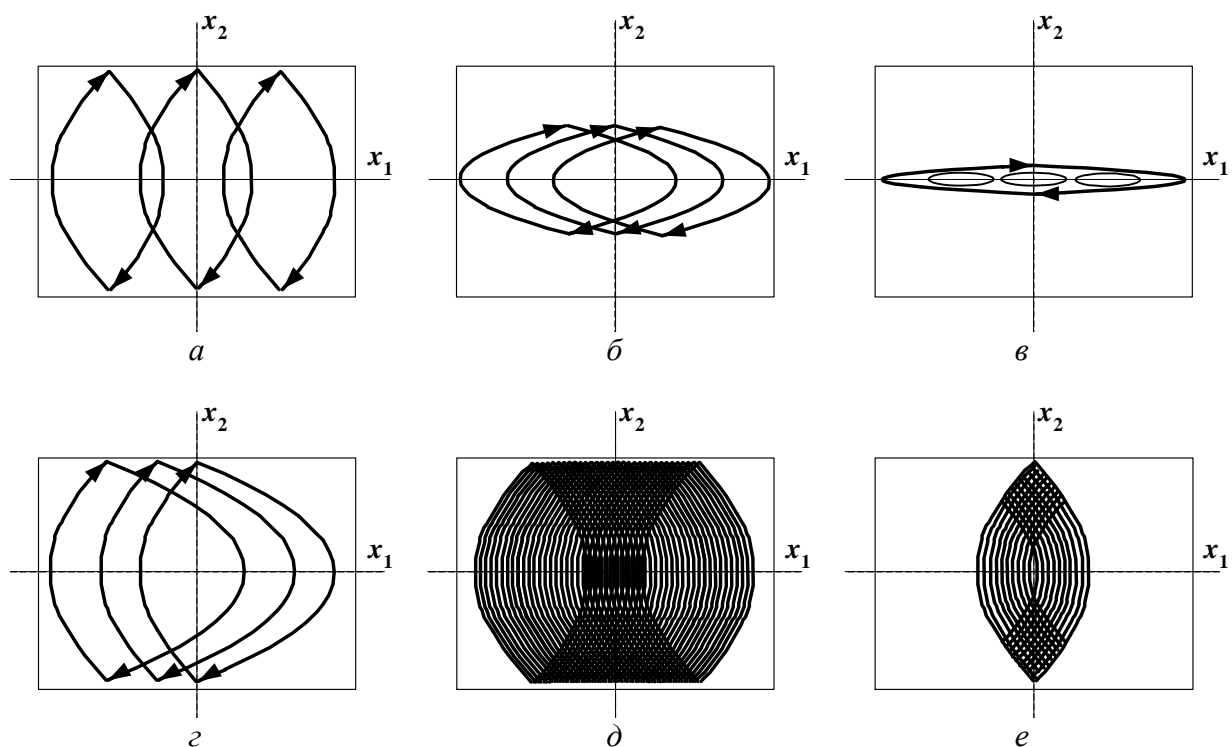 x₂ x₂ x₂
x₁ x₁ x₁
а б в
x₂ x₂ x₂
x₁ x₁ x₁
г д е